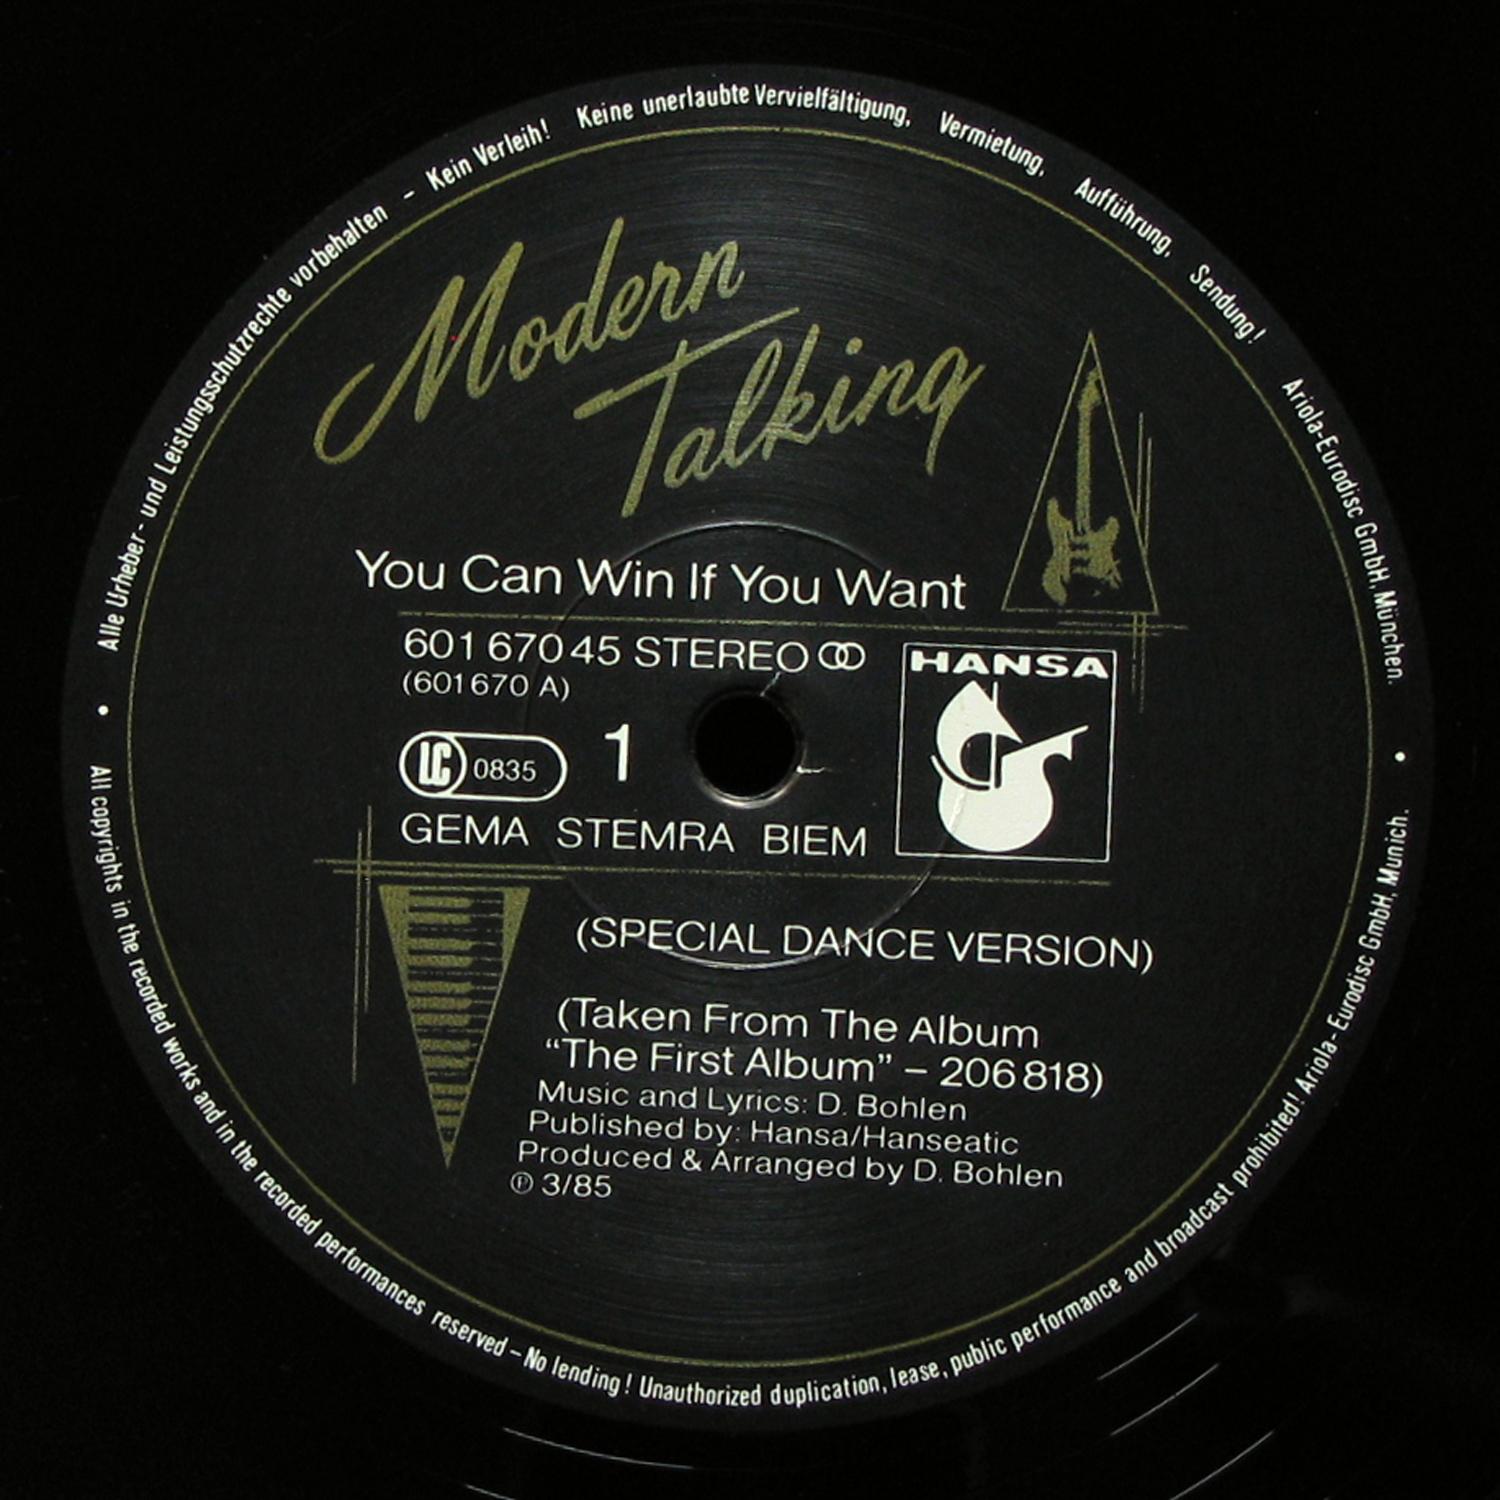 Alle Urheber- und Leistungsschutzrechte vorbehalten – Kein Verleih! Keine unerlaubte Vervielfältigung, Vermietung, Aufführung, Sendung! Ariola-Eurodisc GmbH, München.
Modern
Talking
You Can Win If You Want
601 670 45 STEREO
(601 670 A)
HANSA
LC 0835 1
GEMA STEMRA BIEM
(SPECIAL DANCE VERSION)
(Taken From The Album
“The First Album” – 206 818)
Music and Lyrics: D. Bohlen
Published by: Hansa/Hanseatic
Produced & Arranged by D. Bohlen
℗ 3/85
All copyrights in the recorded works and in the recorded performances reserved – No lending! Unauthorized duplication, lease, public performance and broadcast prohibited! Ariola-Eurodisc GmbH, Munich.